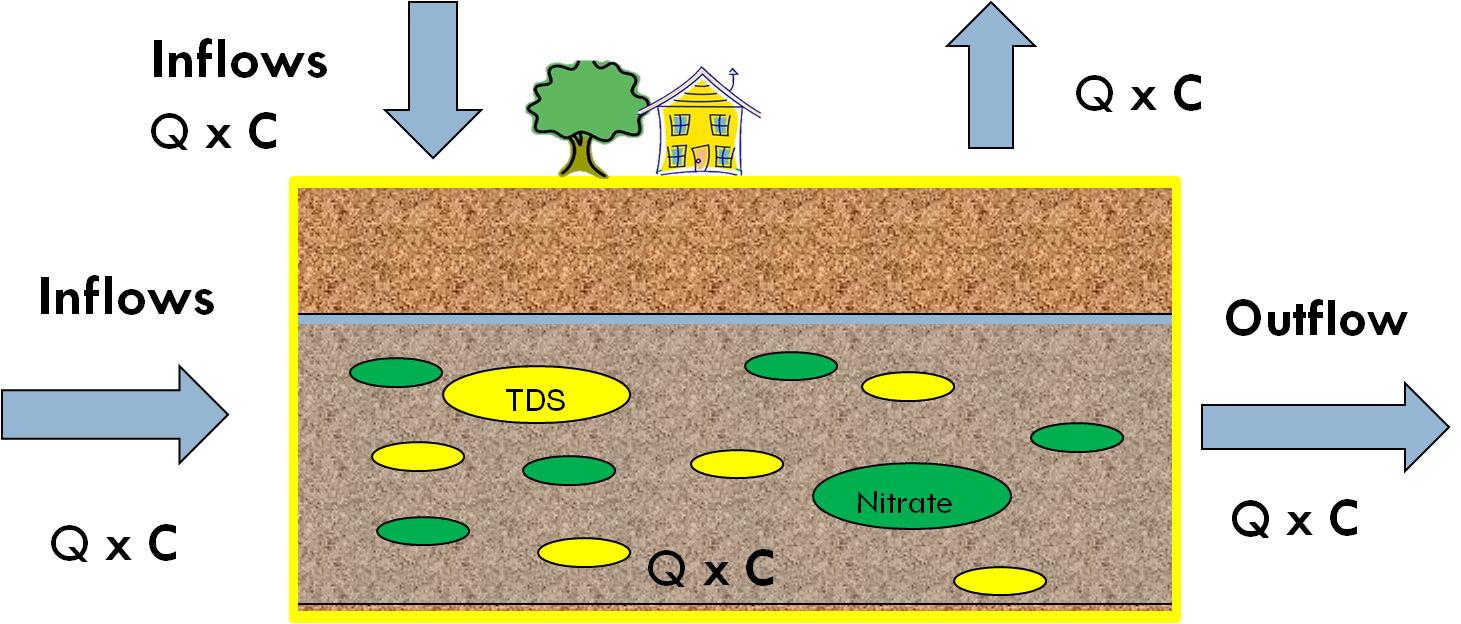 Inflows
Q x C
Q x C
Inflows
Q x C
TDS
Nitrate
Q x C
Outflow
Q x C